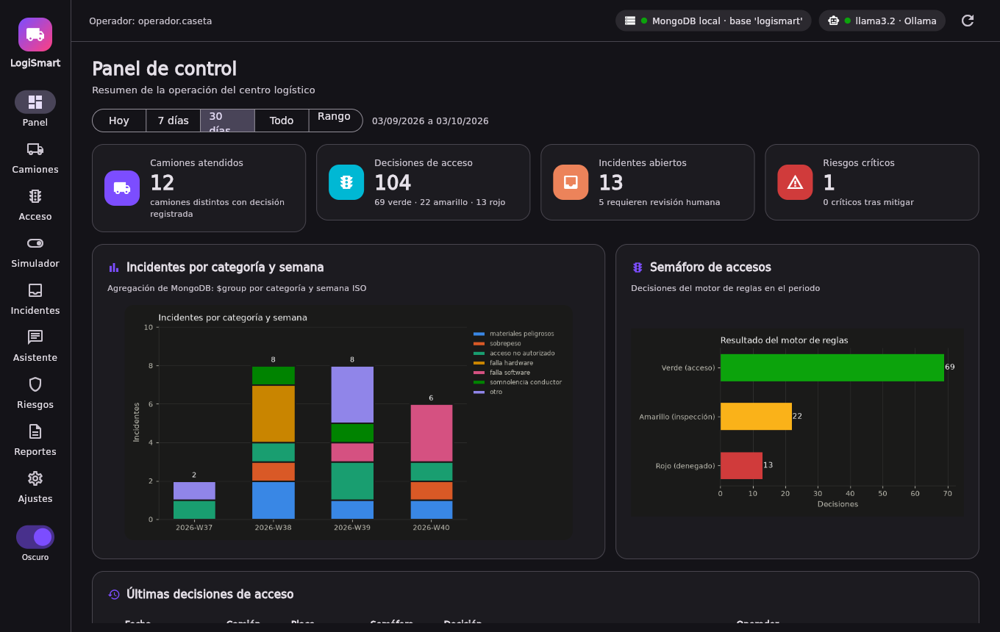 LogiSmart
Panel
Camiones
Acceso
Simulador
Incidentes
Asistente
Riesgos
Reportes
Ajustes
Oscuro
Operador: operador.caseta
MongoDB local · base 'logismart'
llama3.2 · Ollama
Panel de control
Resumen de la operación del centro logístico
Hoy
7 días
30 días
Todo
Rango
03/09/2026 a 03/10/2026
Camiones atendidos
12
camiones distintos con decisión
registrada
Decisiones de acceso
104
69 verde · 22 amarillo · 13 rojo
Incidentes abiertos
13
5 requieren revisión humana
Riesgos críticos
1
0 críticos tras mitigar
Incidentes por categoría y semana
Agregación de MongoDB: $group por categoría y semana ISO
Incidentes por categoría y semana
Incidentes
10
8
6
4
2
0
2
8
8
6
2026-W37
2026-W38
2026-W39
2026-W40
materiales peligrosos
sobrepeso
acceso no autorizado
falla hardware
falla software
somnolencia conductor
otro
Semáforo de accesos
Decisiones del motor de reglas en el periodo
Resultado del motor de reglas
Verde (acceso)
69
Amarillo (inspección)
22
Rojo (denegado)
13
0 10 20 30 40 50 60 70
Decisiones
Últimas decisiones de acceso
Fecha Camión Placa Semáforo Decisión Operador